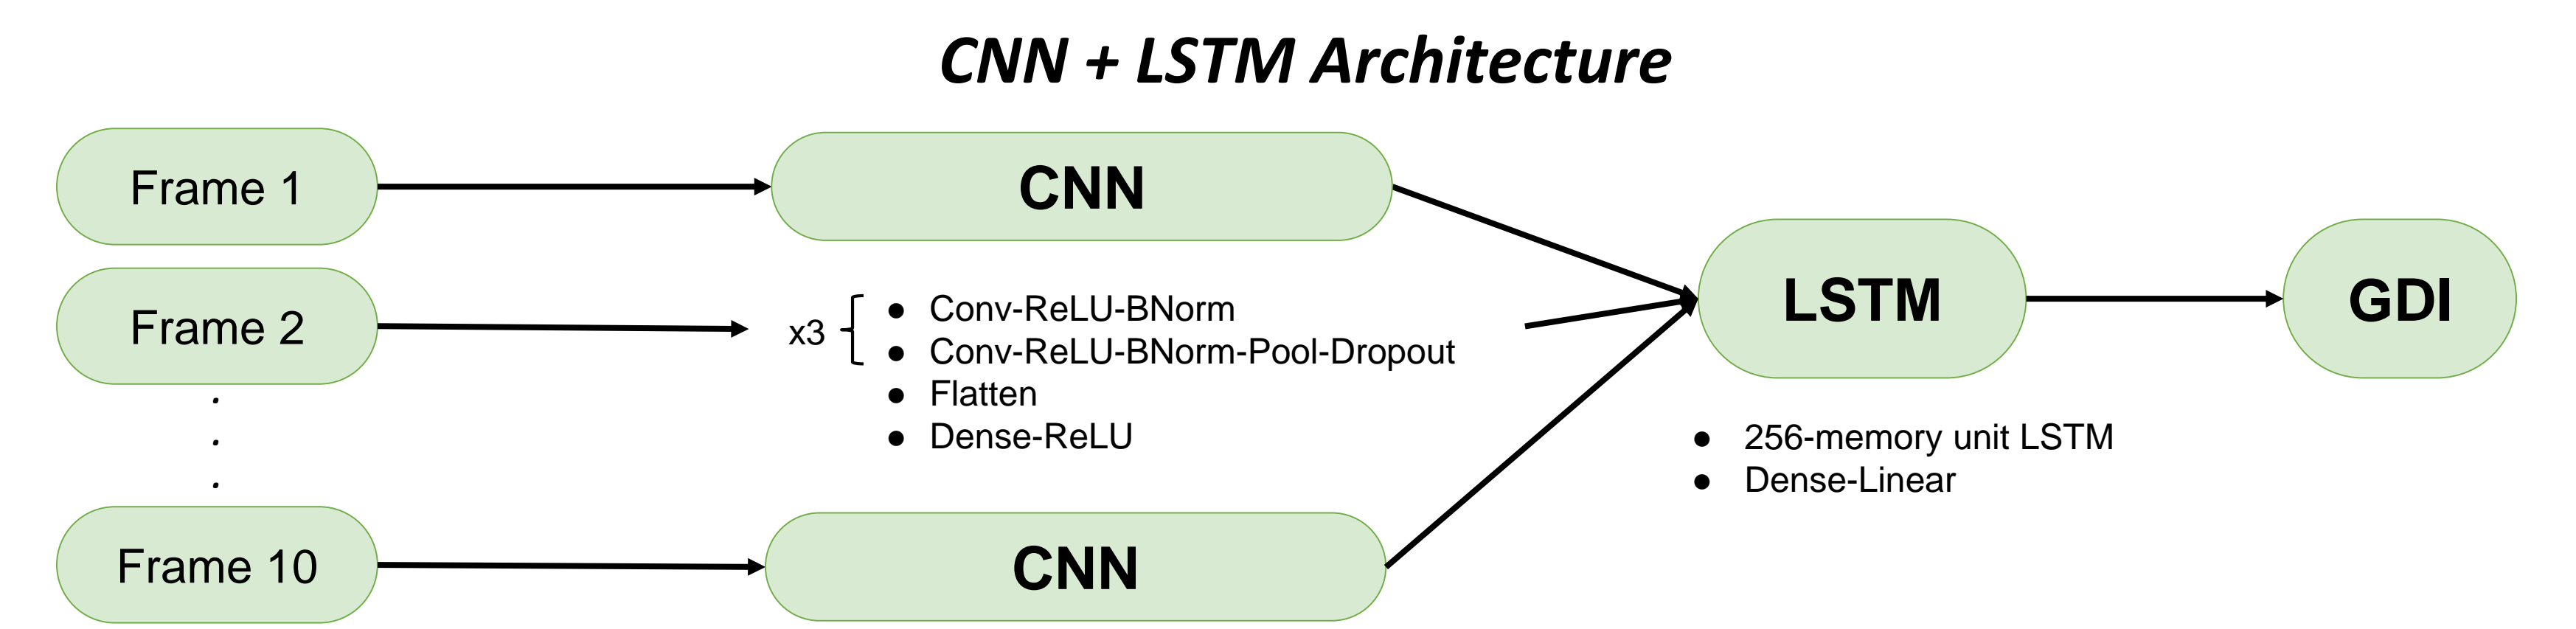 CNN + LSTM Architecture
Frame 1
CNN
Frame 2
x3
● Conv-ReLU-BNorm
● Conv-ReLU-BNorm-Pool-Dropout
● Flatten
● Dense-ReLU
LSTM
GDI
● 256-memory unit LSTM
● Dense-Linear
.
.
.
Frame 10
CNN